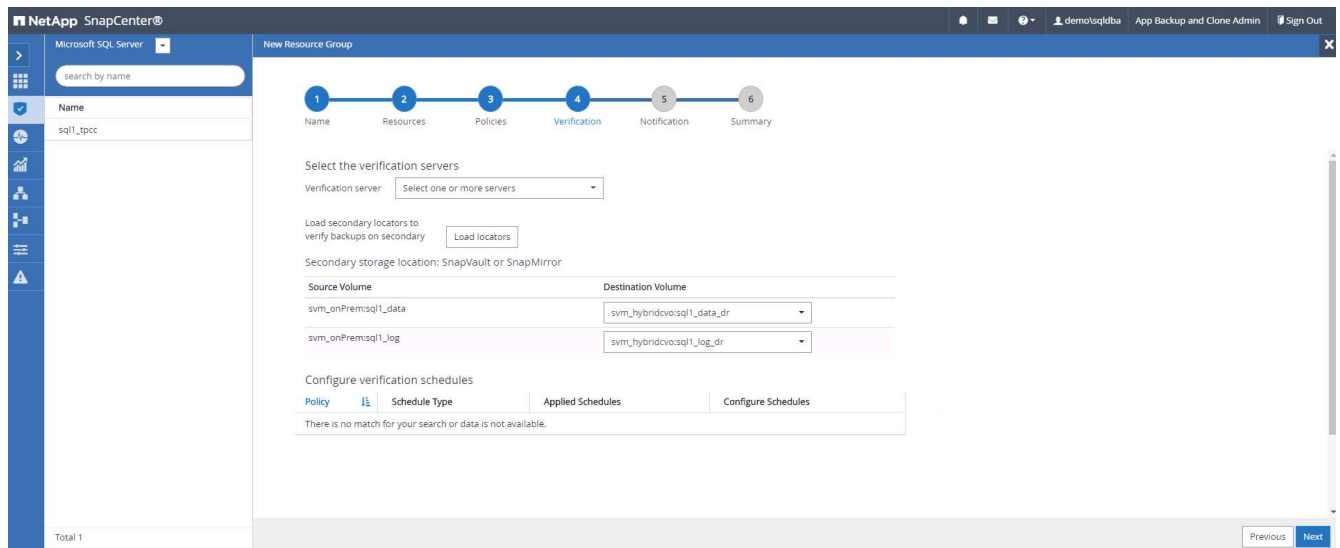 NetApp SnapCenter®
demo\sqldba App Backup and Clone Admin Sign Out
Microsoft SQL Server
New Resource Group
search by name
Name
sql1_tpcc
1 2 3 4 5 6
Name Resources Policies Verification Notification Summary
Select the verification servers
Verification server Select one or more servers
Load secondary locators to
verify backups on secondary Load locators
Secondary storage location: SnapVault or SnapMirror
Source Volume Destination Volume
svm_onPrem:sql1_data svm_hybridcvo:sql1_data_dr
svm_onPrem:sql1_log svm_hybridcvo:sql1_log_dr
Configure verification schedules
Policy Schedule Type Applied Schedules Configure Schedules
There is no match for your search or data is not available.
Total 1
Previous Next